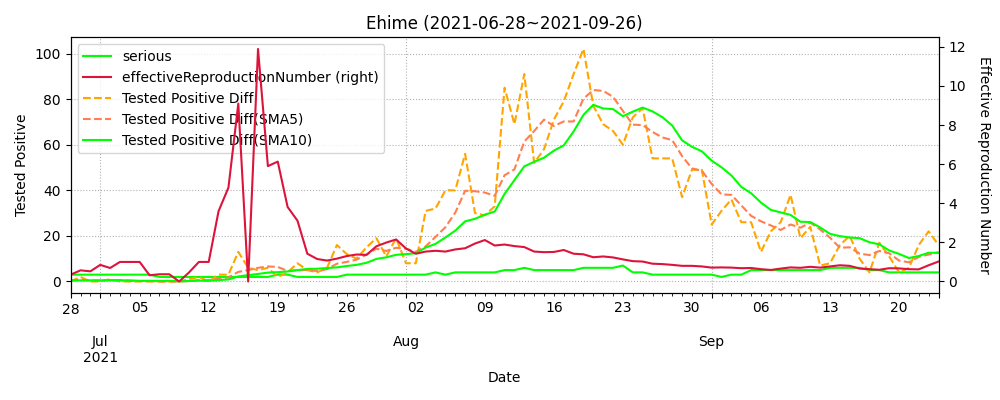 Ehime (2021-06-28~2021-09-26)
serious
effectiveReproductionNumber (right)
Tested Positive Diff
Tested Positive Diff(SMA5)
Tested Positive Diff(SMA10)
100
80
60
40
20
0
Tested Positive
12
10
8
6
4
2
0
Effective Reproduction Number
28 05 12 19 26 02 09 16 23 30 06 13 20
Jul Aug Sep
2021
Date